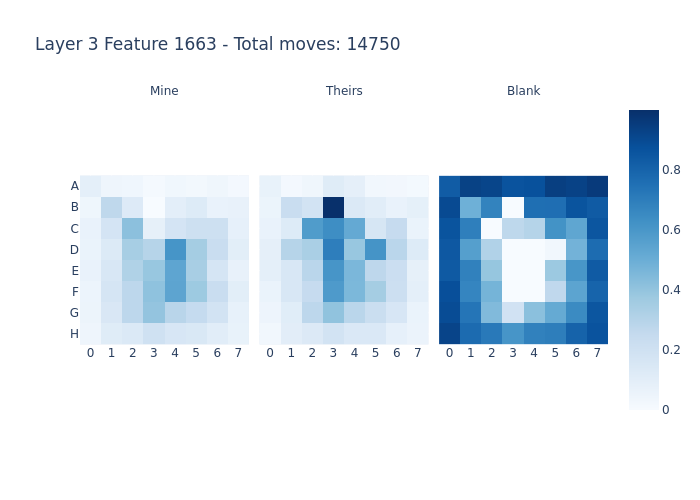 Layer 3 Feature 1663 - Total moves: 14750
Mine Theirs Blank
A
B
C
D
E
F
G
H
0 1 2 3 4 5 6 7 0 1 2 3 4 5 6 7 0 1 2 3 4 5 6 7
0.8
0.6
0.4
0.2
0